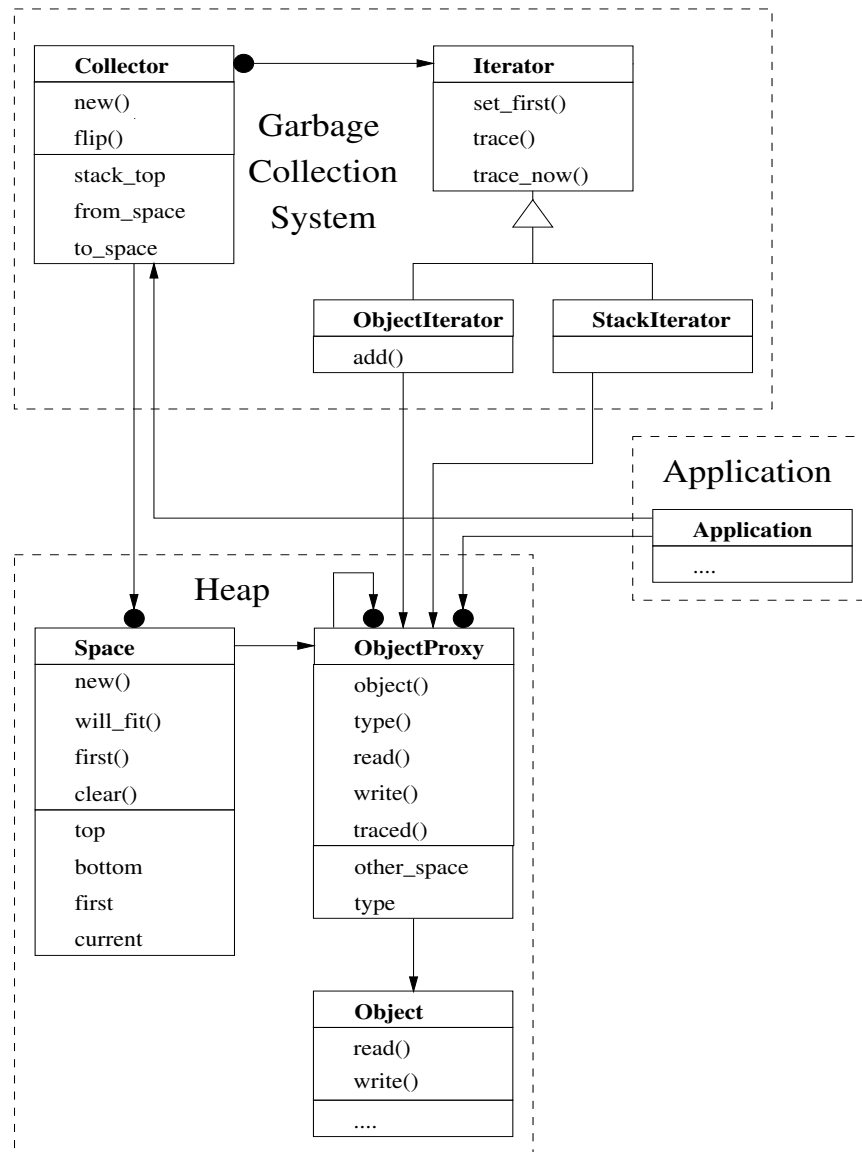 Collector
new()
flip()
stack_top
from_space
to_space
Garbage
Collection
System
Iterator
set_first()
trace()
trace_now()
ObjectIterator
add()
StackIterator
Application
Application
....
Heap
Space
new()
will_fit()
first()
clear()
top
bottom
first
current
ObjectProxy
object()
type()
read()
write()
traced()
other_space
type
Object
read()
write()
....